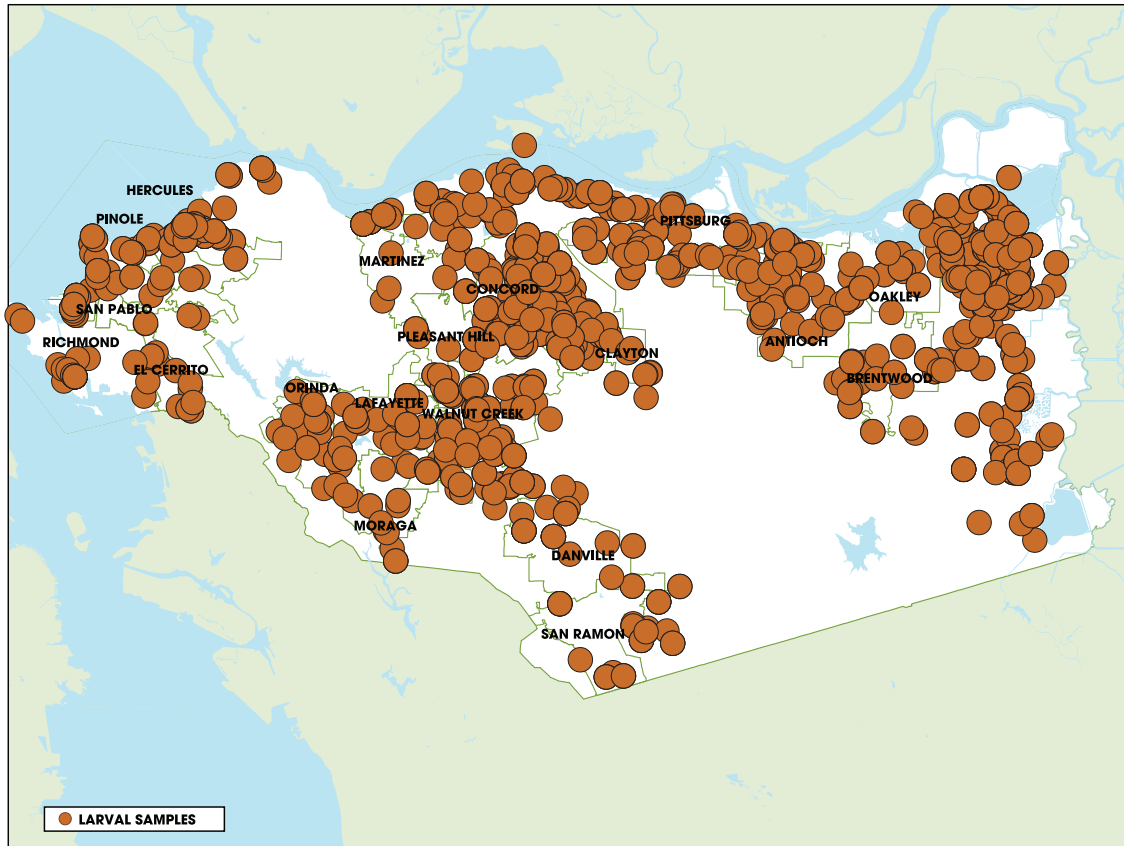 HERCULES
PINOLE
PITTSBURG
MARTINEZ
CONCORD
OAKLEY
SAN PABLO
RICHMOND
PLEASANT HILL
ANTIOCH
CLAYTON
EL CERRITO
BRENTWOOD
ORINDA
LAFAYETTE
WALNUT CREEK
MORAGA
DANVILLE
SAN RAMON
LARVAL SAMPLES